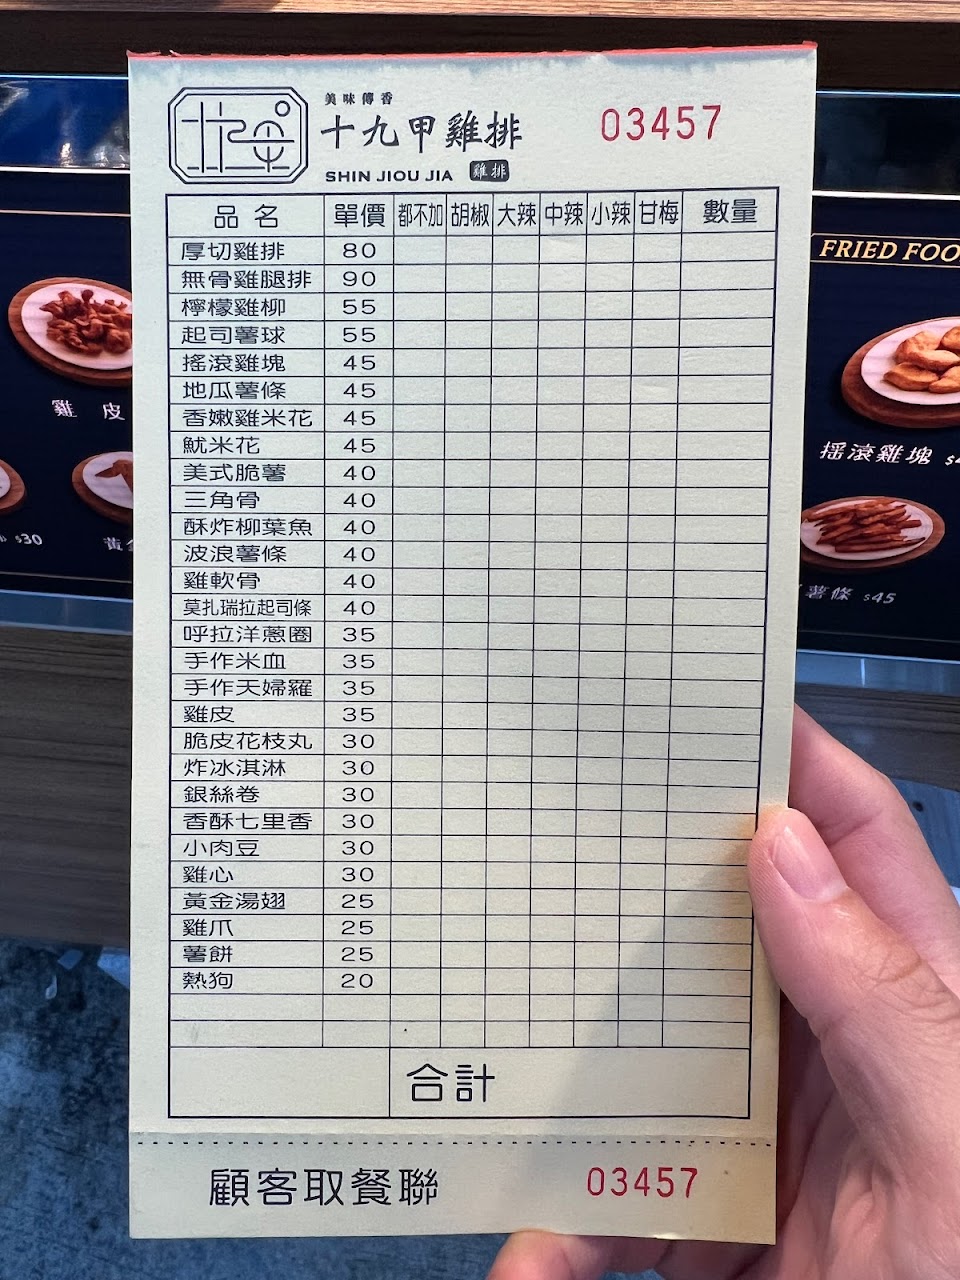 美味傳香
十九甲雞排
SHIN JIOU JIA 雞排
03457
品名 單價 都不加 胡椒 大辣 中辣 小辣 甘梅 數量
厚切雞排 80
無骨雞腿排 90
檸檬雞柳 55
起司薯球 55
搖滾雞塊 45
地瓜薯條 45
香嫩雞米花 45
魷米花 45
美式脆薯 40
三角骨 40
酥炸柳葉魚 40
波浪薯條 40
雞軟骨 40
莫扎瑞拉起司條 40
呼拉洋蔥圈 35
手作米血 35
手作天婦羅 35
雞皮 35
脆皮花枝丸 30
炸冰淇淋 30
銀絲卷 30
香酥七里香 30
小肉豆 30
雞心 30
黃金湯翅 25
雞爪 25
薯餅 25
熱狗 20
合計
顧客取餐聯 03457
雞皮
$30
黃
FRIED FOO
搖滾雞塊
薯條 $45